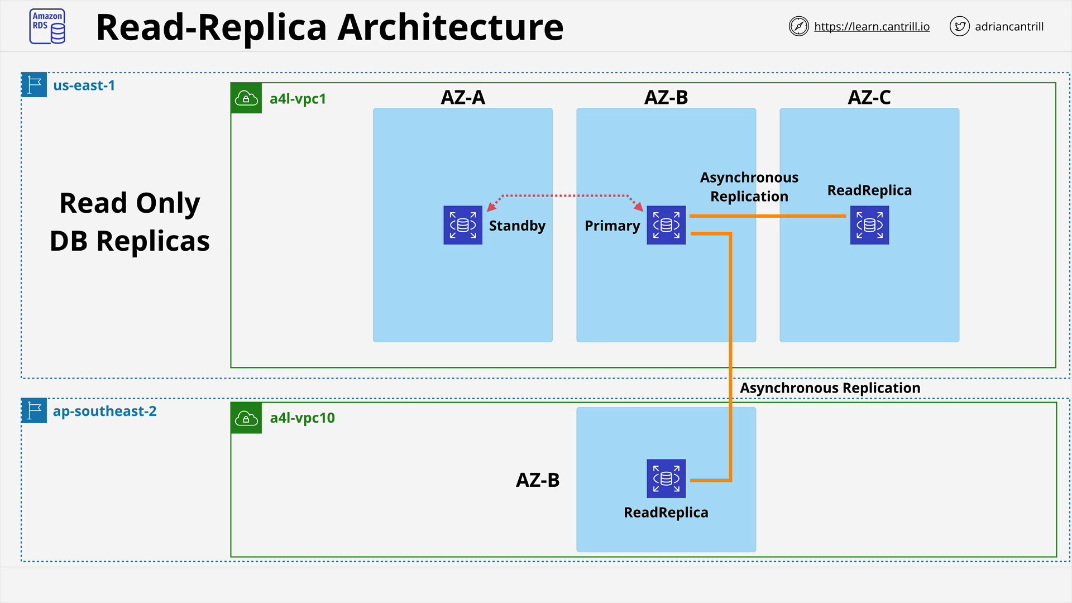 Amazon
RDS
Read-Replica Architecture
https://learn.cantrill.io
adriancantrill
us-east-1
a4l-vpc1
AZ-A
AZ-B
AZ-C
Read Only
DB Replicas
Asynchronous
Replication
ReadReplica
Standby
Primary
Asynchronous Replication
ap-southeast-2
a4l-vpc10
AZ-B
ReadReplica